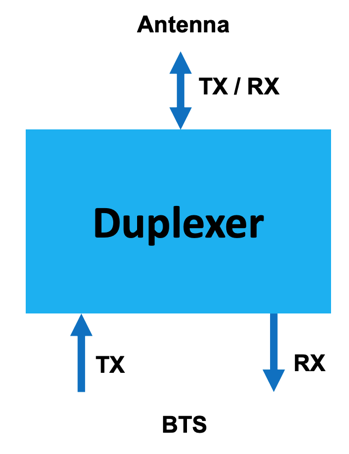 Antenna
TX / RX
Duplexer
TX
RX
BTS